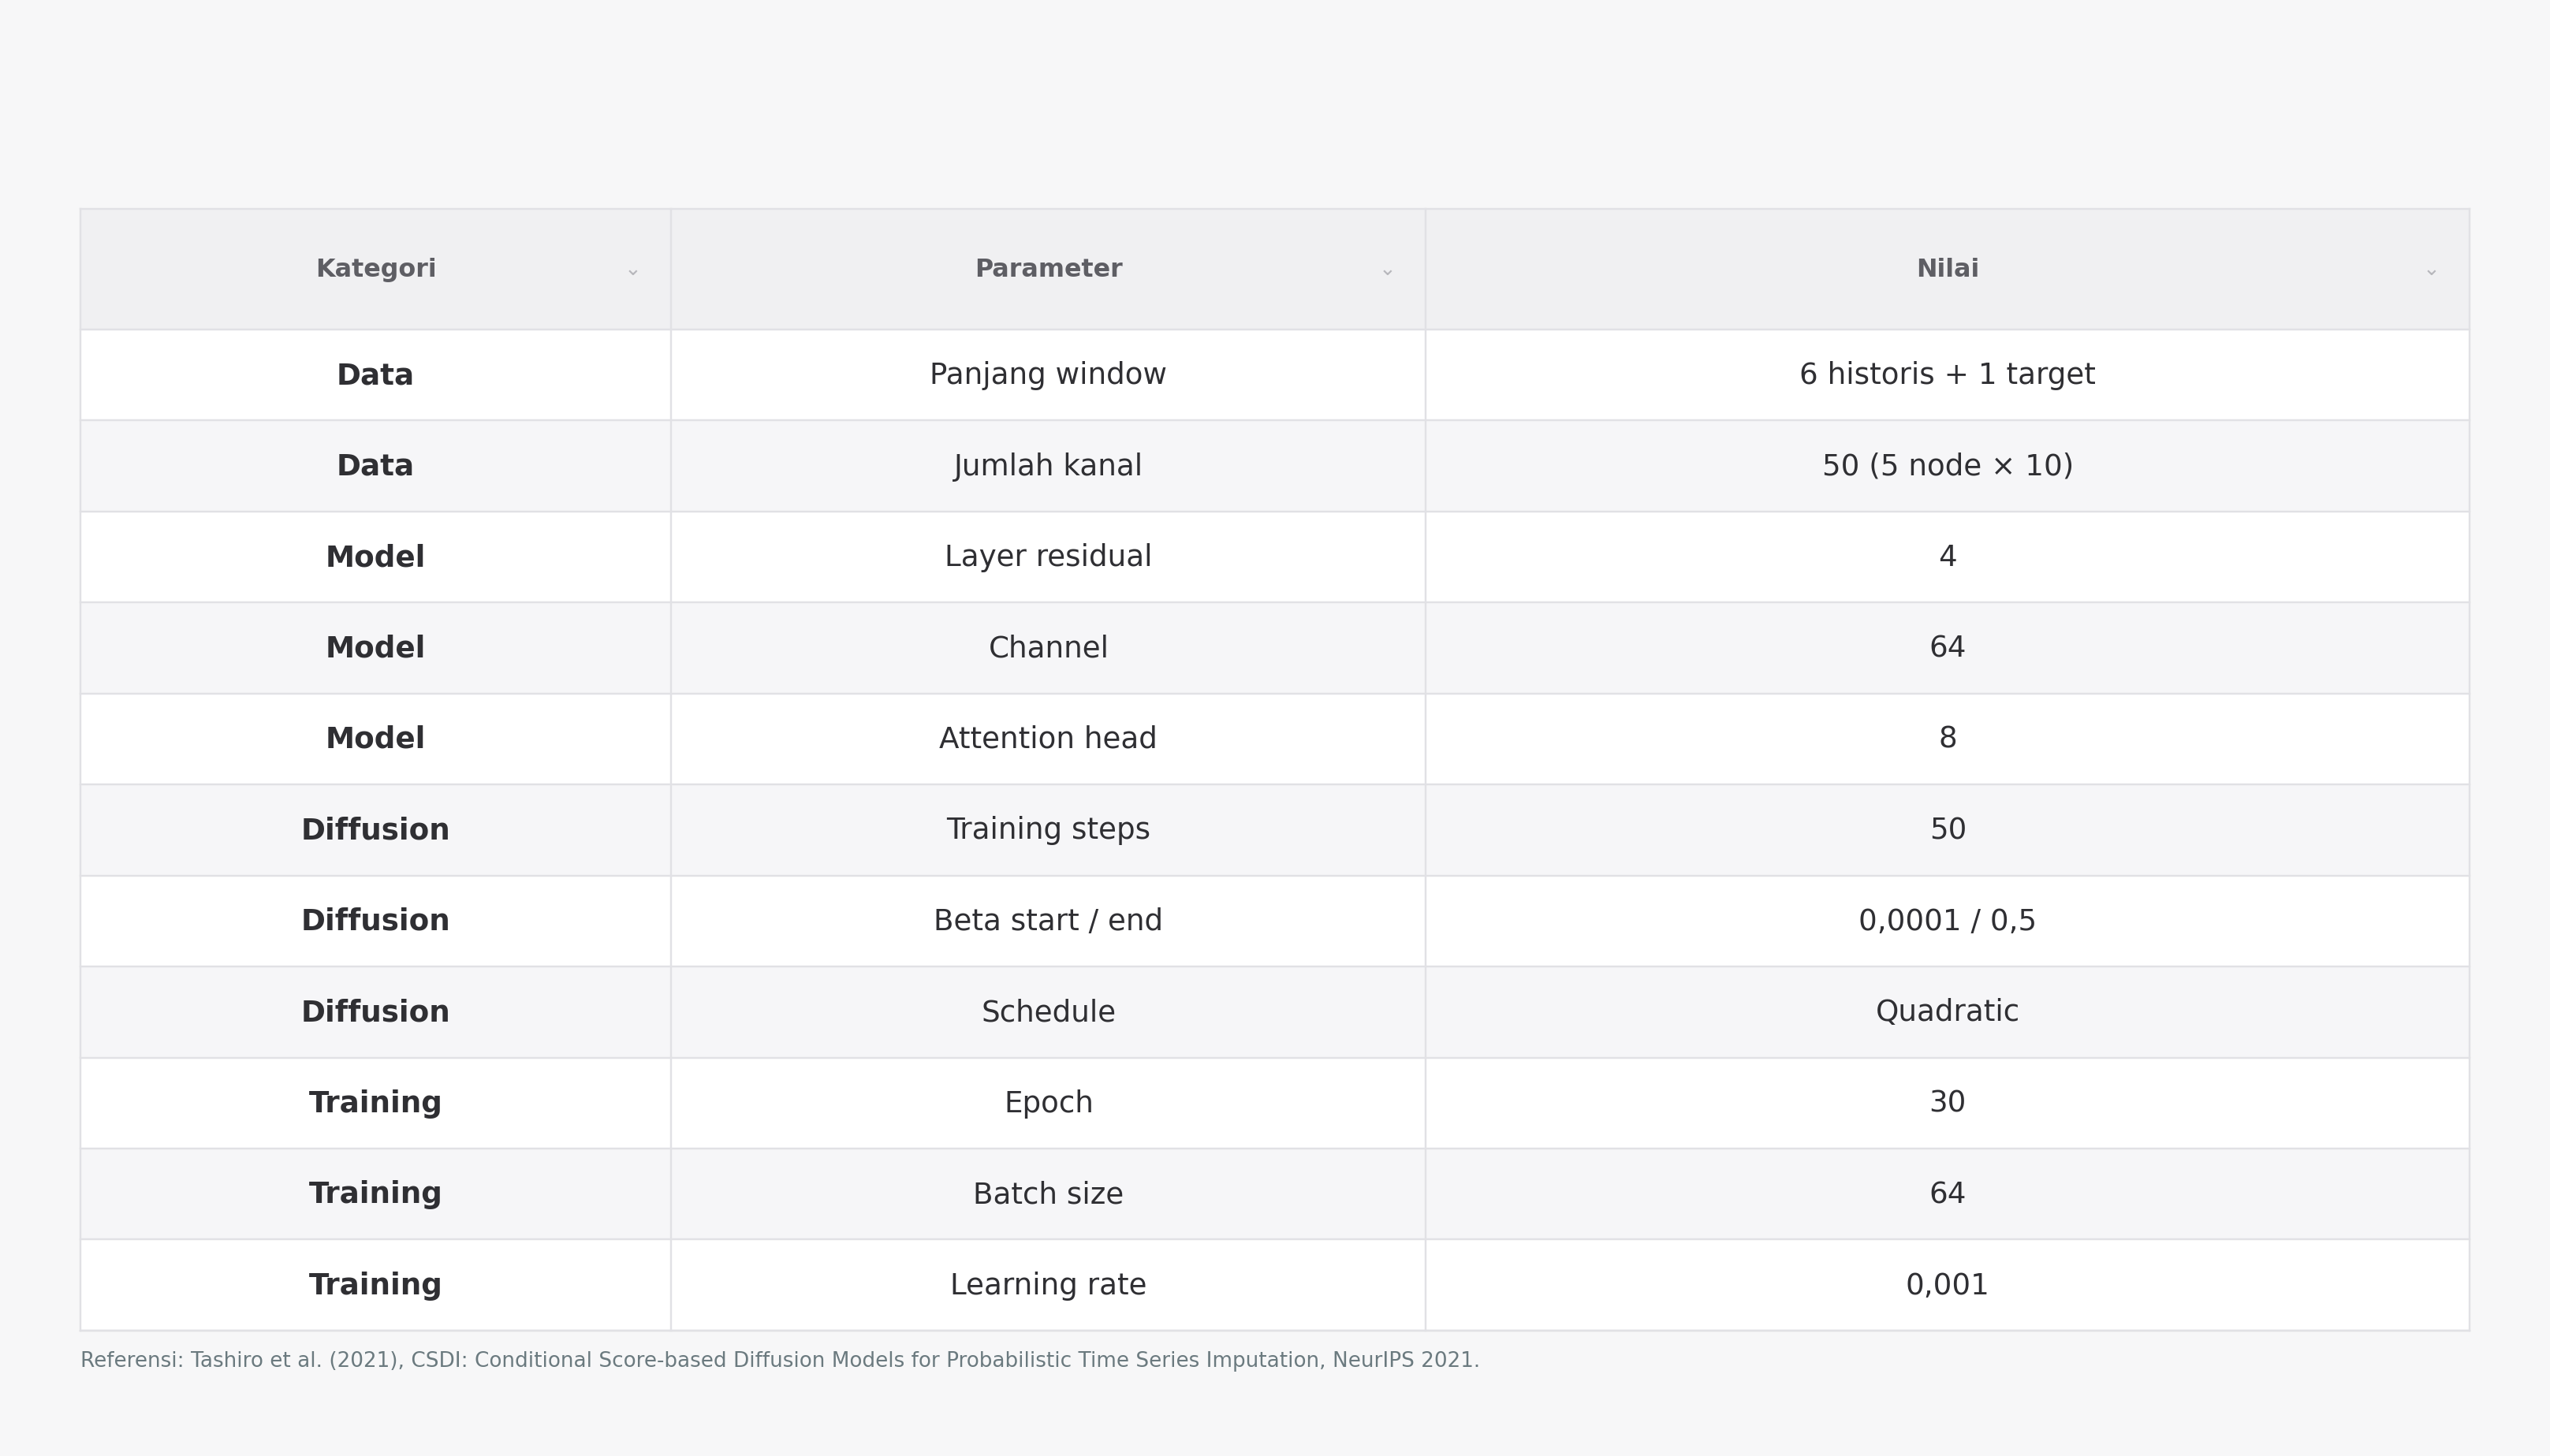 Kategori Parameter Nilai
Data Panjang window 6 historis + 1 target
Data Jumlah kanal 50 (5 node × 10)
Model Layer residual 4
Model Channel 64
Model Attention head 8
Diffusion Training steps 50
Diffusion Beta start / end 0,0001 / 0,5
Diffusion Schedule Quadratic
Training Epoch 30
Training Batch size 64
Training Learning rate 0,001
Referensi: Tashiro et al. (2021), CSDI: Conditional Score-based Diffusion Models for Probabilistic Time Series Imputation, NeurIPS 2021.